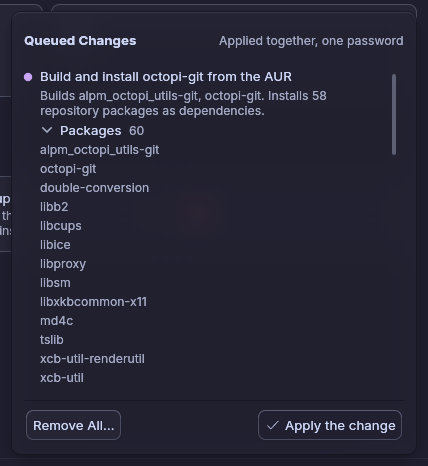 Queued Changes
Applied together, one password
Build and install octopi-git from the AUR
Builds alpm_octopi_utils-git, octopi-git. Installs 58
repository packages as dependencies.
Packages 60
alpm_octopi_utils-git
octopi-git
double-conversion
libb2
libcups
libice
libproxy
libsm
libxkbcommon-x11
md4c
tslib
xcb-util-renderutil
xcb-util
Remove All...
Apply the change